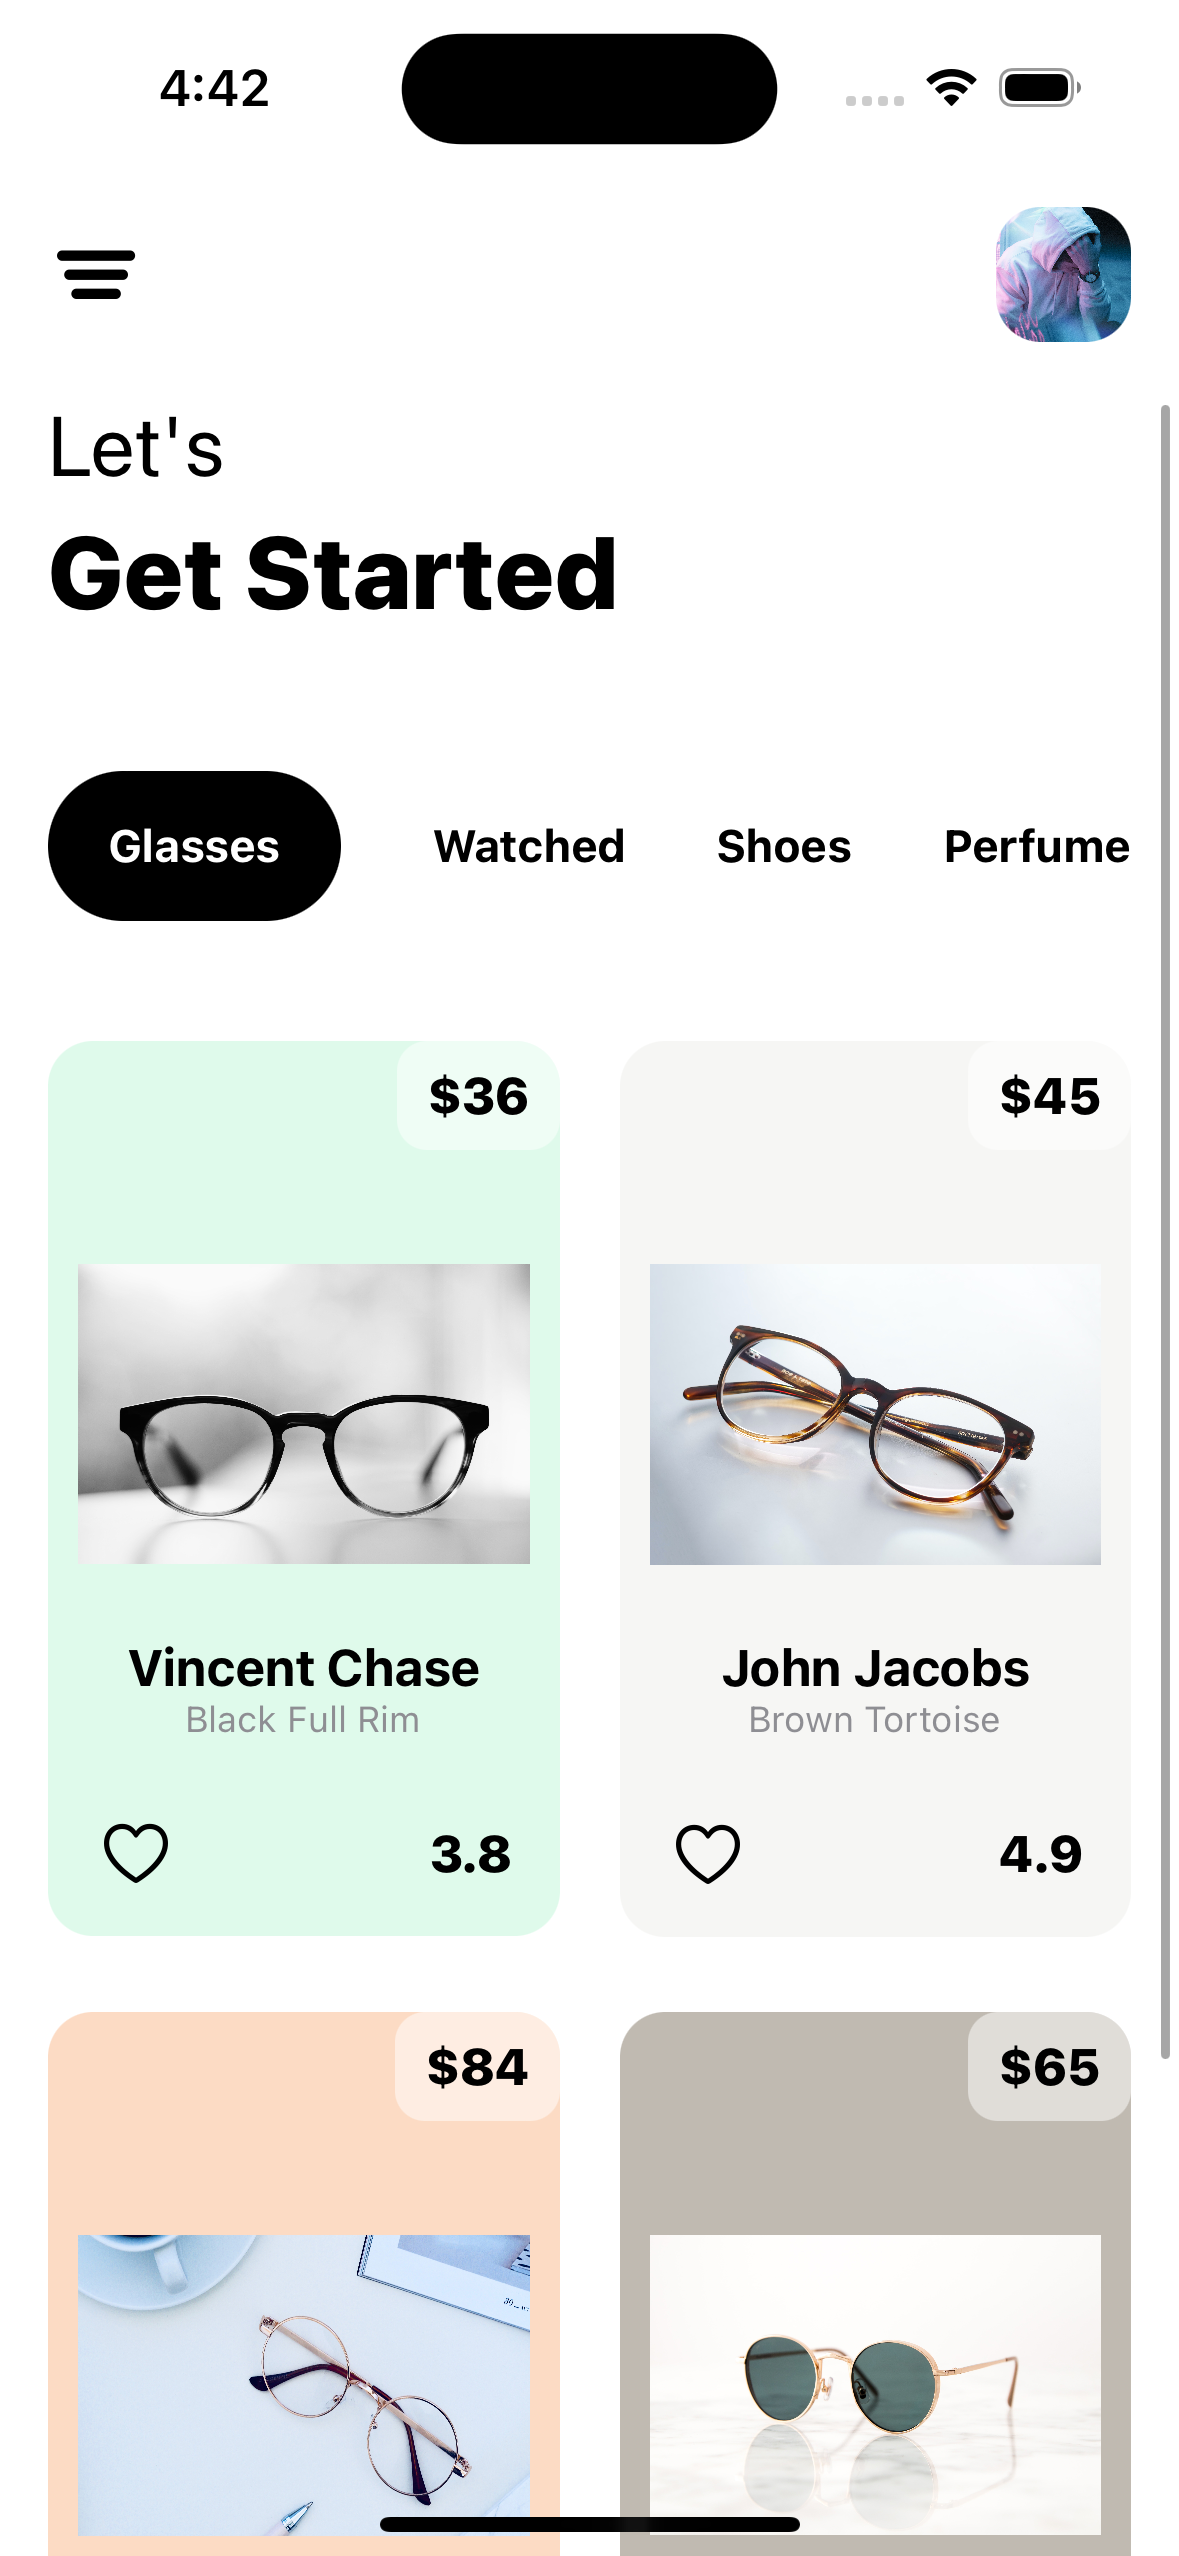 4:42
Let's
Get Started
Glasses Watched Shoes Perfume
$36 $45
Vincent Chase John Jacobs
Black Full Rim Brown Tortoise
3.8 4.9
$84 $65